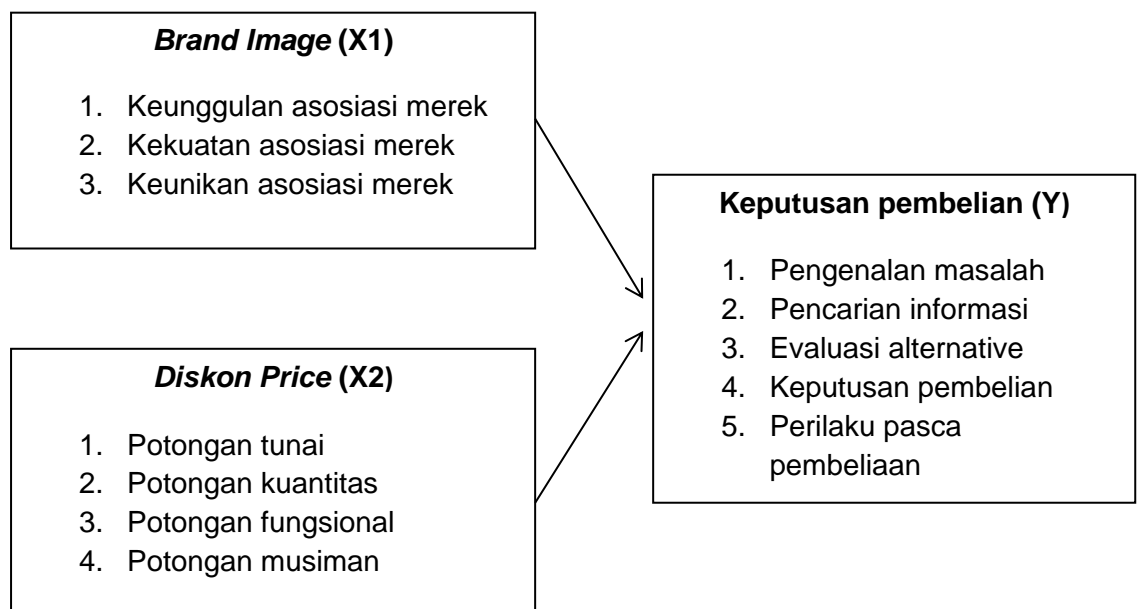 Brand Image (X1)
1. Keunggulan asosiasi merek
2. Kekuatan asosiasi merek
3. Keunikan asosiasi merek
Diskon Price (X2)
1. Potongan tunai
2. Potongan kuantitas
3. Potongan fungsional
4. Potongan musiman
Keputusan pembelian (Y)
1. Pengenalan masalah
2. Pencarian informasi
3. Evaluasi alternative
4. Keputusan pembelian
5. Perilaku pasca
pembeliaan